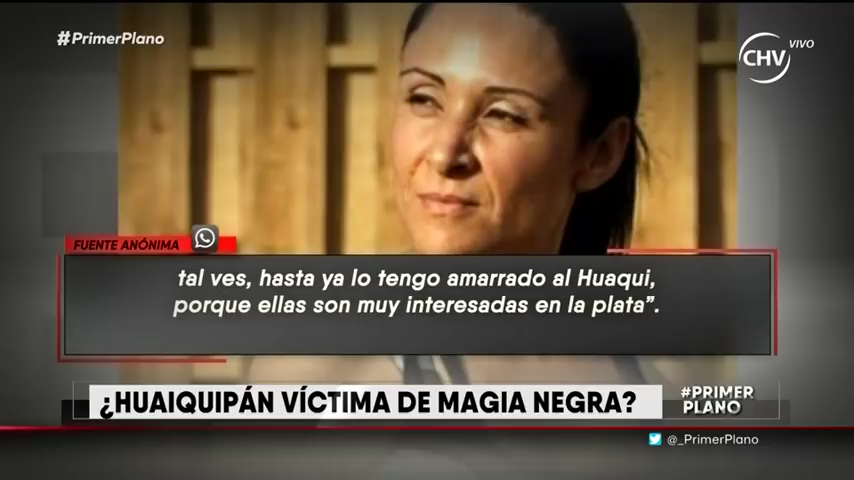 #PrimerPlano
CHV VIVO
FUENTE ANÓNIMA
tal ves, hasta ya lo tengo amarrado al Huaqui,
porque ellas son muy interesadas en la plata”.
¿HUAIQUIPÁN VÍCTIMA DE MAGIA NEGRA?
#PRIMER
PLANO
@_PrimerPlano